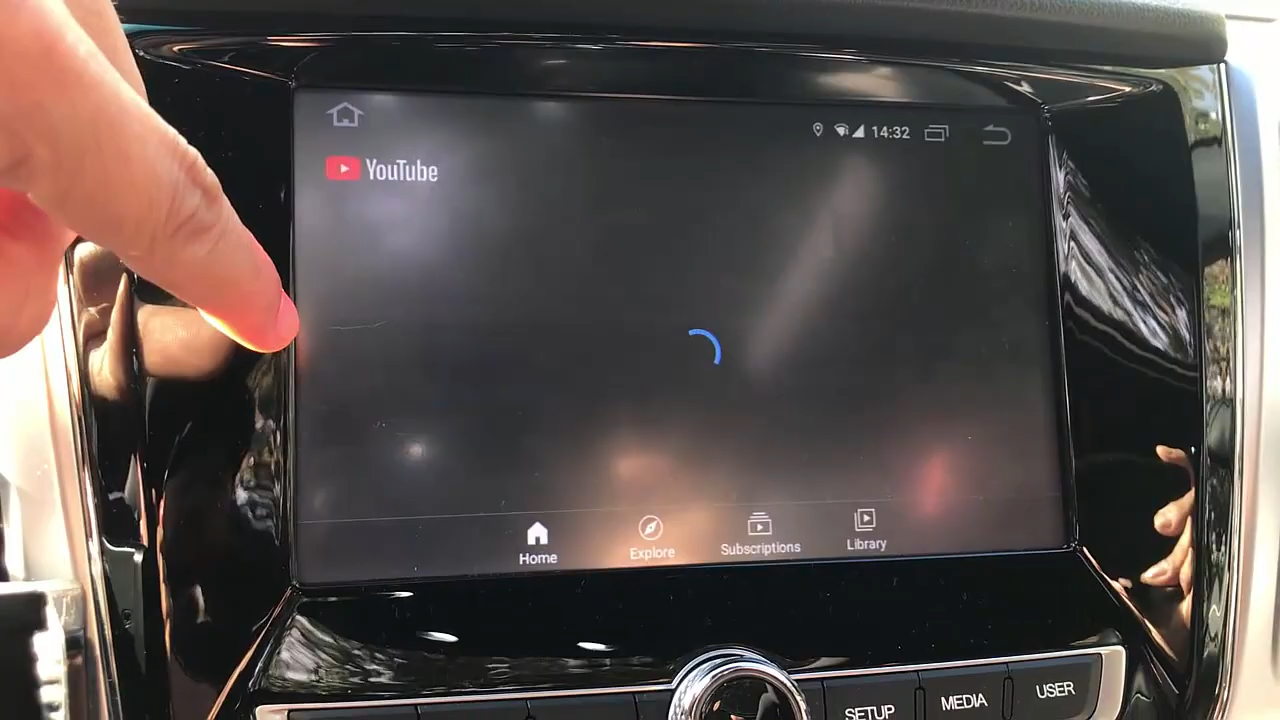 14:32
YouTube
Home
Explore
Subscriptions
Library
SETUP
MEDIA
USER